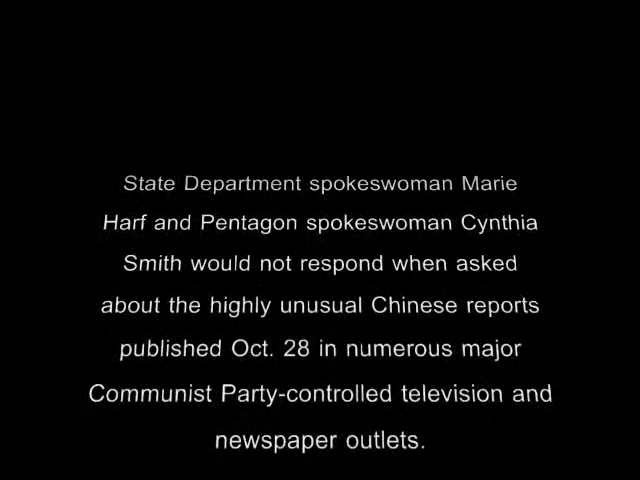 State Department spokeswoman Marie
Harf and Pentagon spokeswoman Cynthia
Smith would not respond when asked
about the highly unusual Chinese reports
published Oct. 28 in numerous major
Communist Party-controlled television and
newspaper outlets.